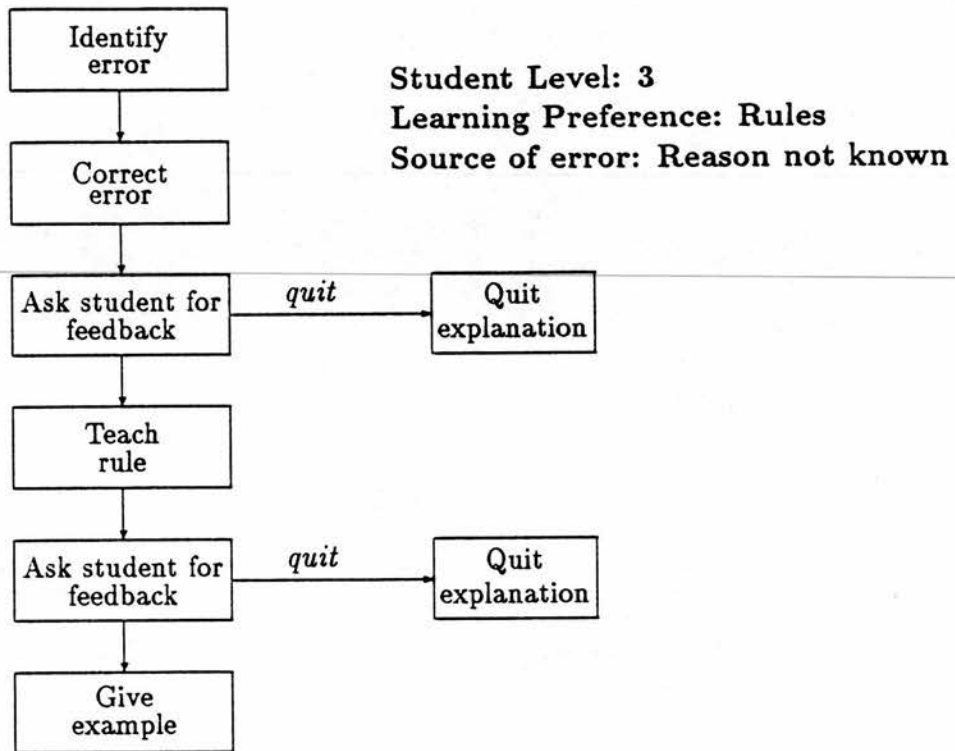 Identify
error
Student Level: 3
Learning Preference: Rules
Source of error: Reason not known
Correct
error
Ask student for
feedback
quit
Quit
explanation
Teach
rule
Ask student for
feedback
quit
Quit
explanation
Give
example